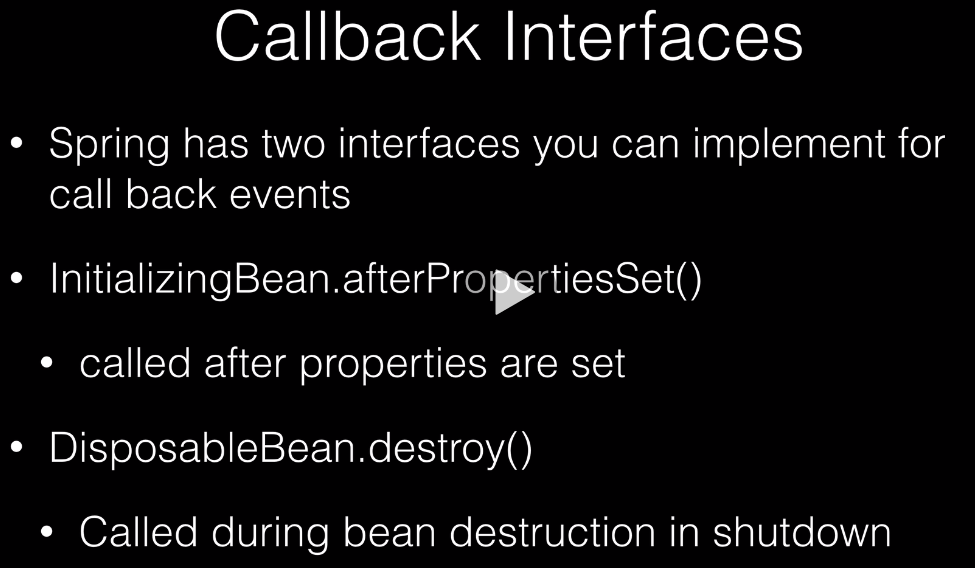 Callback Interfaces
• Spring has two interfaces you can implement for
call back events
• InitializingBean.afterPropertiesSet()
• called after properties are set
• DisposableBean.destroy()
• Called during bean destruction in shutdown